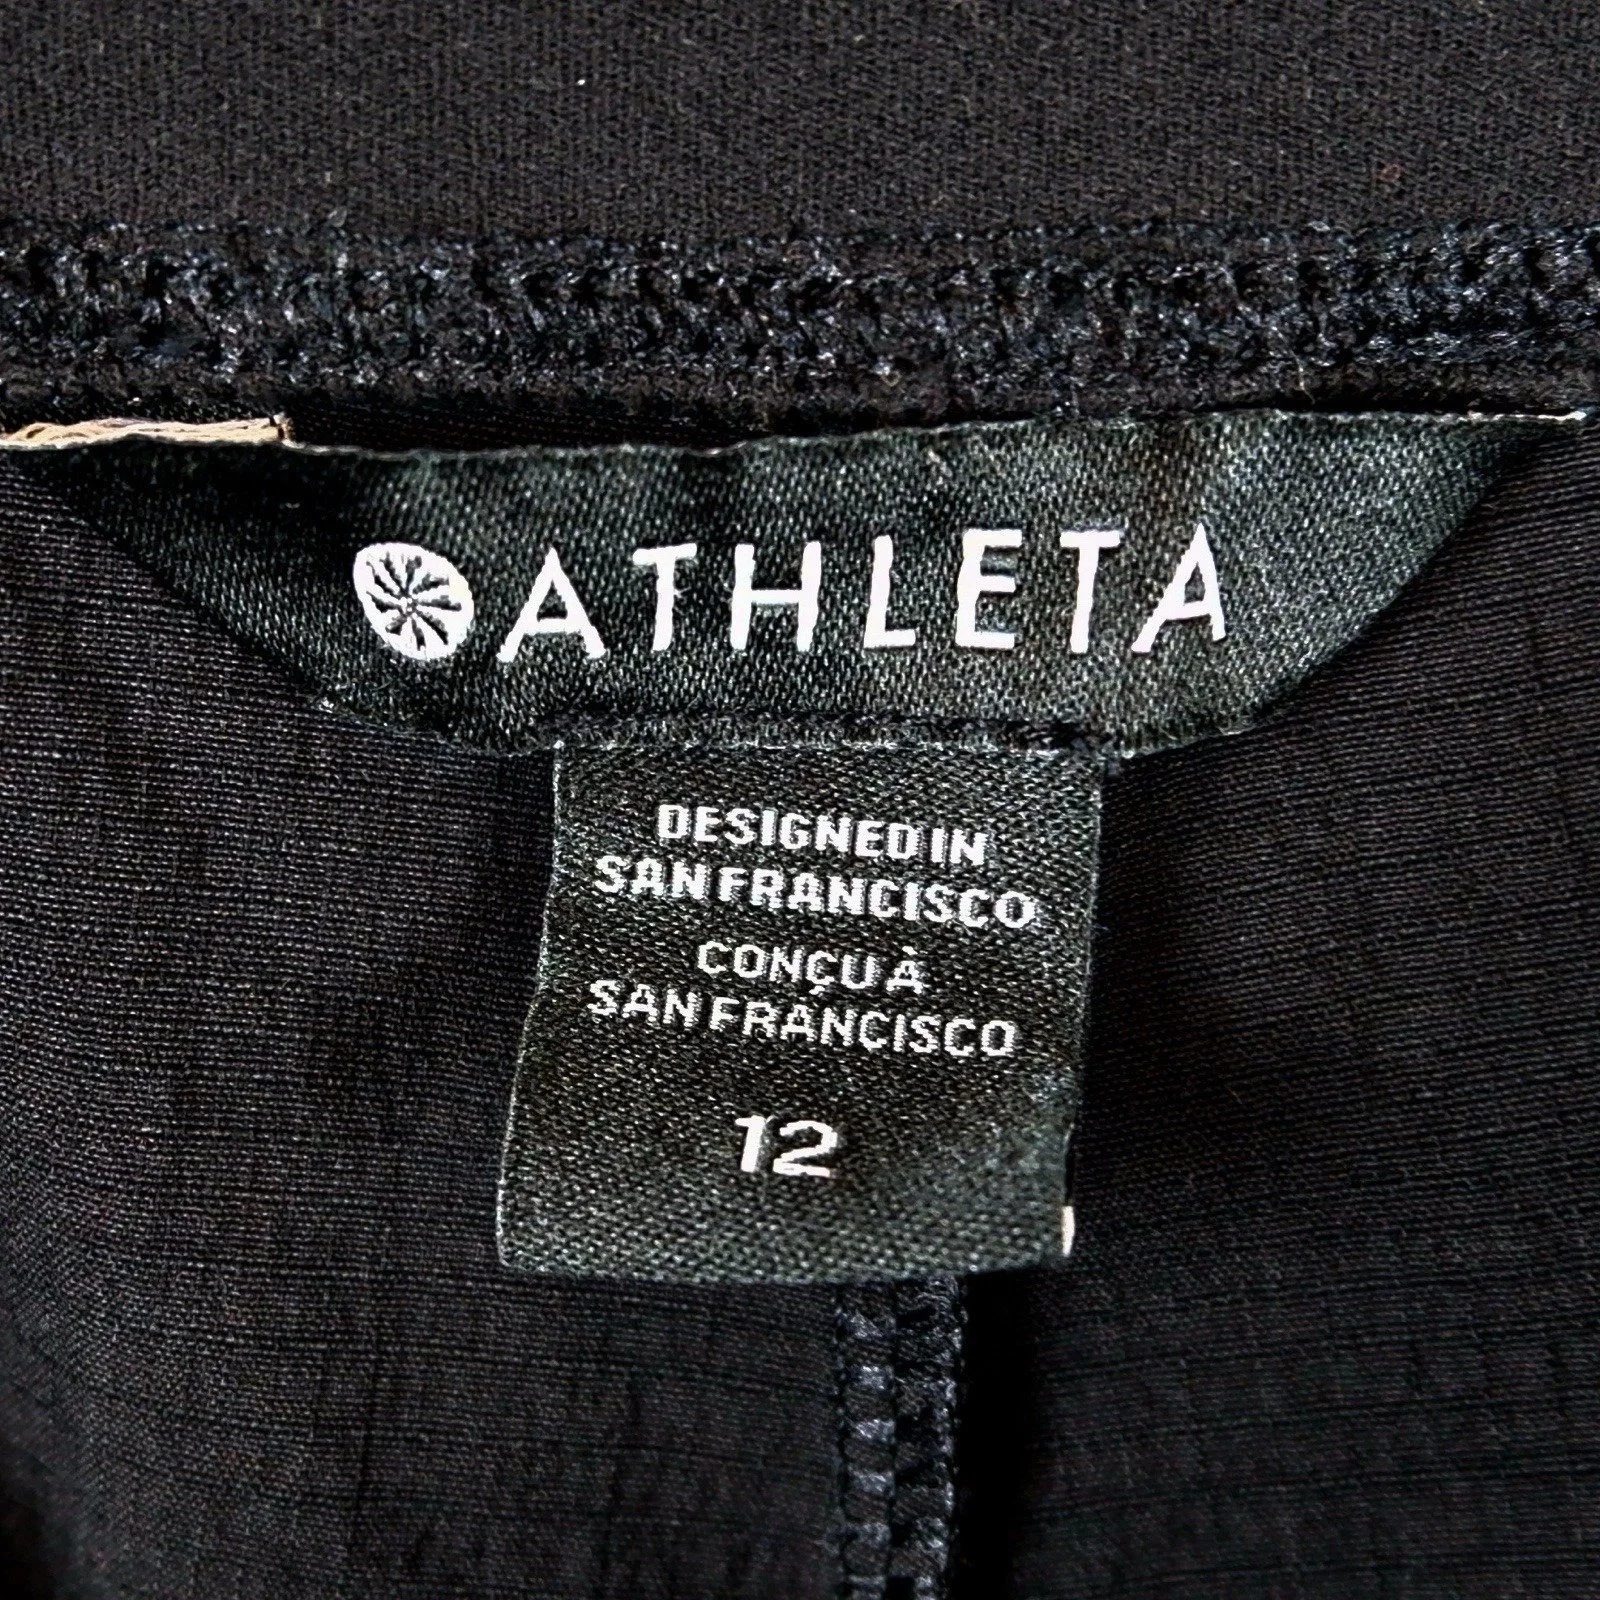 ATHLETA
DESIGNED IN
SAN FRANCISCO
CONÇU À
SAN FRANCISCO
12